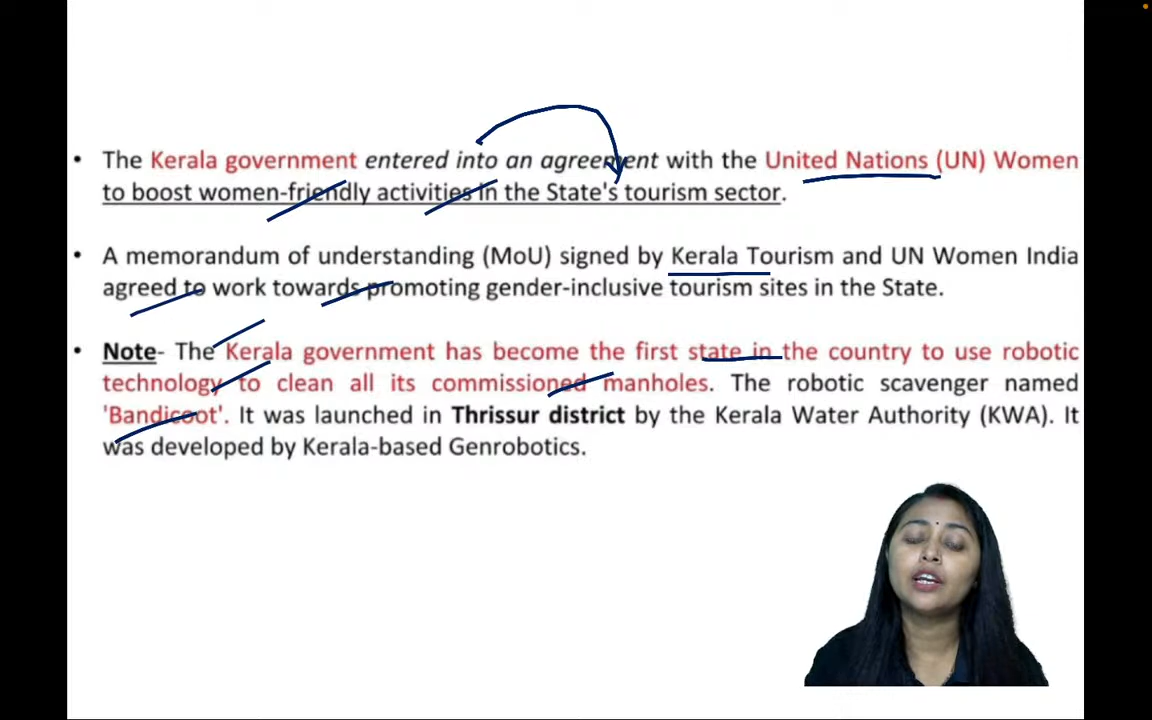 • The Kerala government entered into an agreement with the United Nations (UN) Women
to boost women-friendly activities in the State's tourism sector.
• A memorandum of understanding (MoU) signed by Kerala Tourism and UN Women India
agreed to work towards promoting gender-inclusive tourism sites in the State.
• Note- The Kerala government has become the first state in the country to use robotic
technology to clean all its commissioned manholes. The robotic scavenger named
'Bandicoot'. It was launched in Thrissur district by the Kerala Water Authority (KWA). It
was developed by Kerala-based Genrobotics.